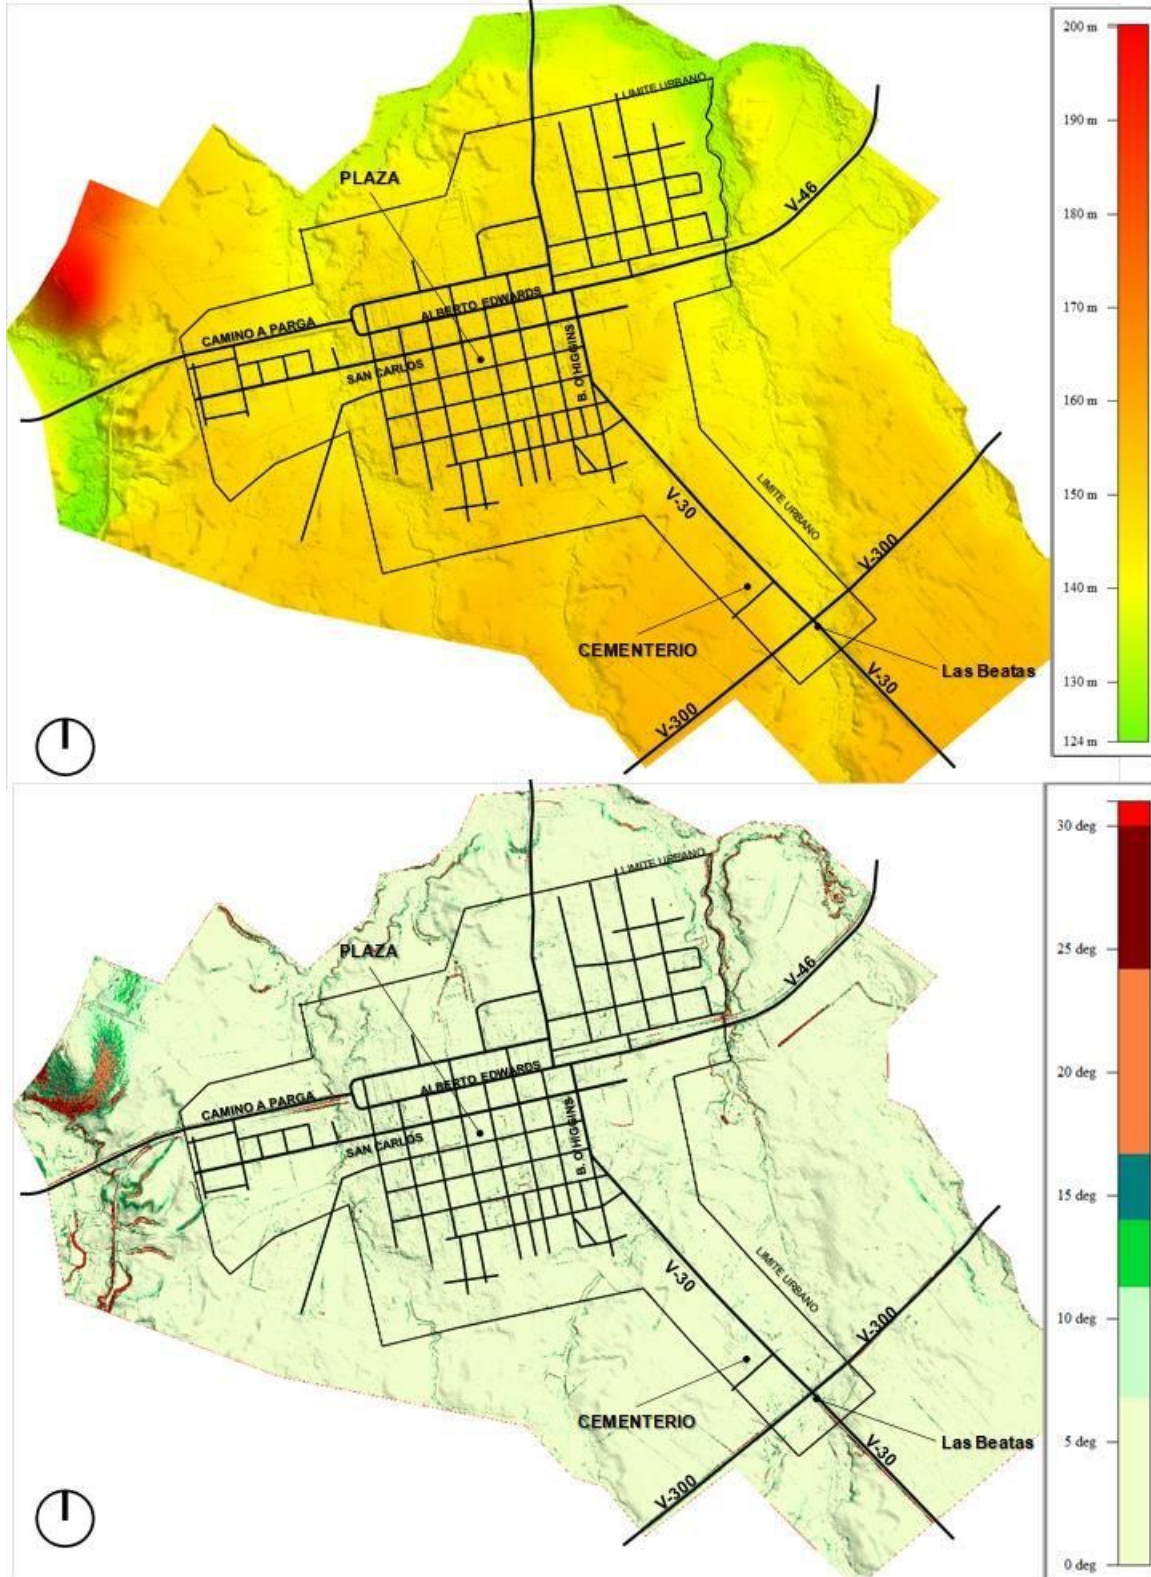 200 m
LIMITE URBANO
190 m
PLAZA
V-46
180 m
170 m
ALBERTO EDWARDS
CAMINO A PARGA
B. O'HIGGINS
SAN CARLOS
160 m
LIMITE URBANO
V-30
150 m
V-300
140 m
CEMENTERIO
Las Beatas
V-30
130 m
V-300
124 m
30 deg
LIMITE URBANO
PLAZA
25 deg
V-46
20 deg
ALBERTO EDWARDS
CAMINO A PARGA
B. O'HIGGINS
SAN CARLOS
15 deg
LIMITE URBANO
V-30
10 deg
V-300
CEMENTERIO
Las Beatas
5 deg
V-30
V-300
0 deg